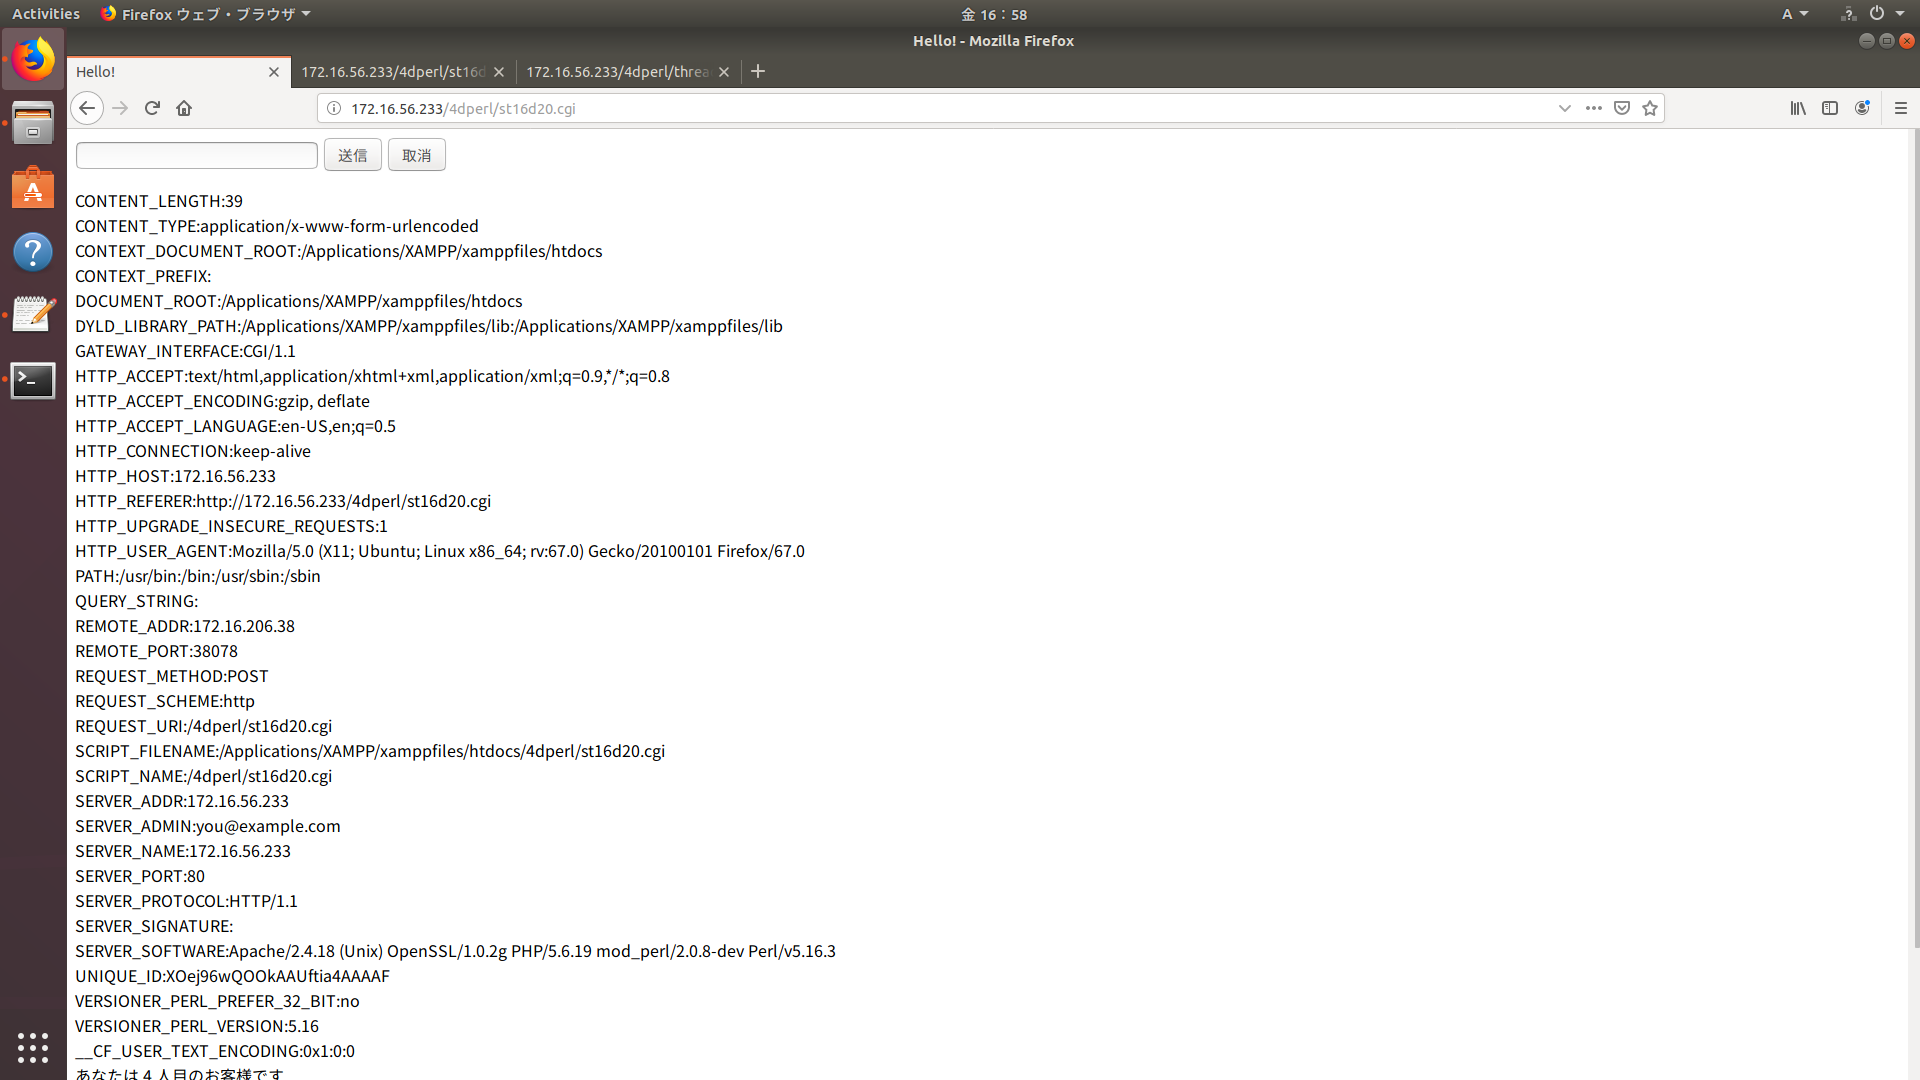 Activities Firefox ウェブ・ブラウザ 金 16：58 A
Hello! - Mozilla Firefox
Hello! 172.16.56.233/4dperl/st16d 172.16.56.233/4dperl/threa
172.16.56.233/4dperl/st16d20.cgi
送信 取消
CONTENT_LENGTH:39
CONTENT_TYPE:application/x-www-form-urlencoded
CONTEXT_DOCUMENT_ROOT:/Applications/XAMPP/xamppfiles/htdocs
CONTEXT_PREFIX:
DOCUMENT_ROOT:/Applications/XAMPP/xamppfiles/htdocs
DYLD_LIBRARY_PATH:/Applications/XAMPP/xamppfiles/lib:/Applications/XAMPP/xamppfiles/lib
GATEWAY_INTERFACE:CGI/1.1
HTTP_ACCEPT:text/html,application/xhtml+xml,application/xml;q=0.9,*/*;q=0.8
HTTP_ACCEPT_ENCODING:gzip, deflate
HTTP_ACCEPT_LANGUAGE:en-US,en;q=0.5
HTTP_CONNECTION:keep-alive
HTTP_HOST:172.16.56.233
HTTP_REFERER:http://172.16.56.233/4dperl/st16d20.cgi
HTTP_UPGRADE_INSECURE_REQUESTS:1
HTTP_USER_AGENT:Mozilla/5.0 (X11; Ubuntu; Linux x86_64; rv:67.0) Gecko/20100101 Firefox/67.0
PATH:/usr/bin:/bin:/usr/sbin:/sbin
QUERY_STRING:
REMOTE_ADDR:172.16.206.38
REMOTE_PORT:38078
REQUEST_METHOD:POST
REQUEST_SCHEME:http
REQUEST_URI:/4dperl/st16d20.cgi
SCRIPT_FILENAME:/Applications/XAMPP/xamppfiles/htdocs/4dperl/st16d20.cgi
SCRIPT_NAME:/4dperl/st16d20.cgi
SERVER_ADDR:172.16.56.233
SERVER_ADMIN:you@example.com
SERVER_NAME:172.16.56.233
SERVER_PORT:80
SERVER_PROTOCOL:HTTP/1.1
SERVER_SIGNATURE:
SERVER_SOFTWARE:Apache/2.4.18 (Unix) OpenSSL/1.0.2g PHP/5.6.19 mod_perl/2.0.8-dev Perl/v5.16.3
UNIQUE_ID:XOej96wQOOkAAUftia4AAAAF
VERSIONER_PERL_PREFER_32_BIT:no
VERSIONER_PERL_VERSION:5.16
__CF_USER_TEXT_ENCODING:0x1:0:0
あなたは 4 人目のお客様です